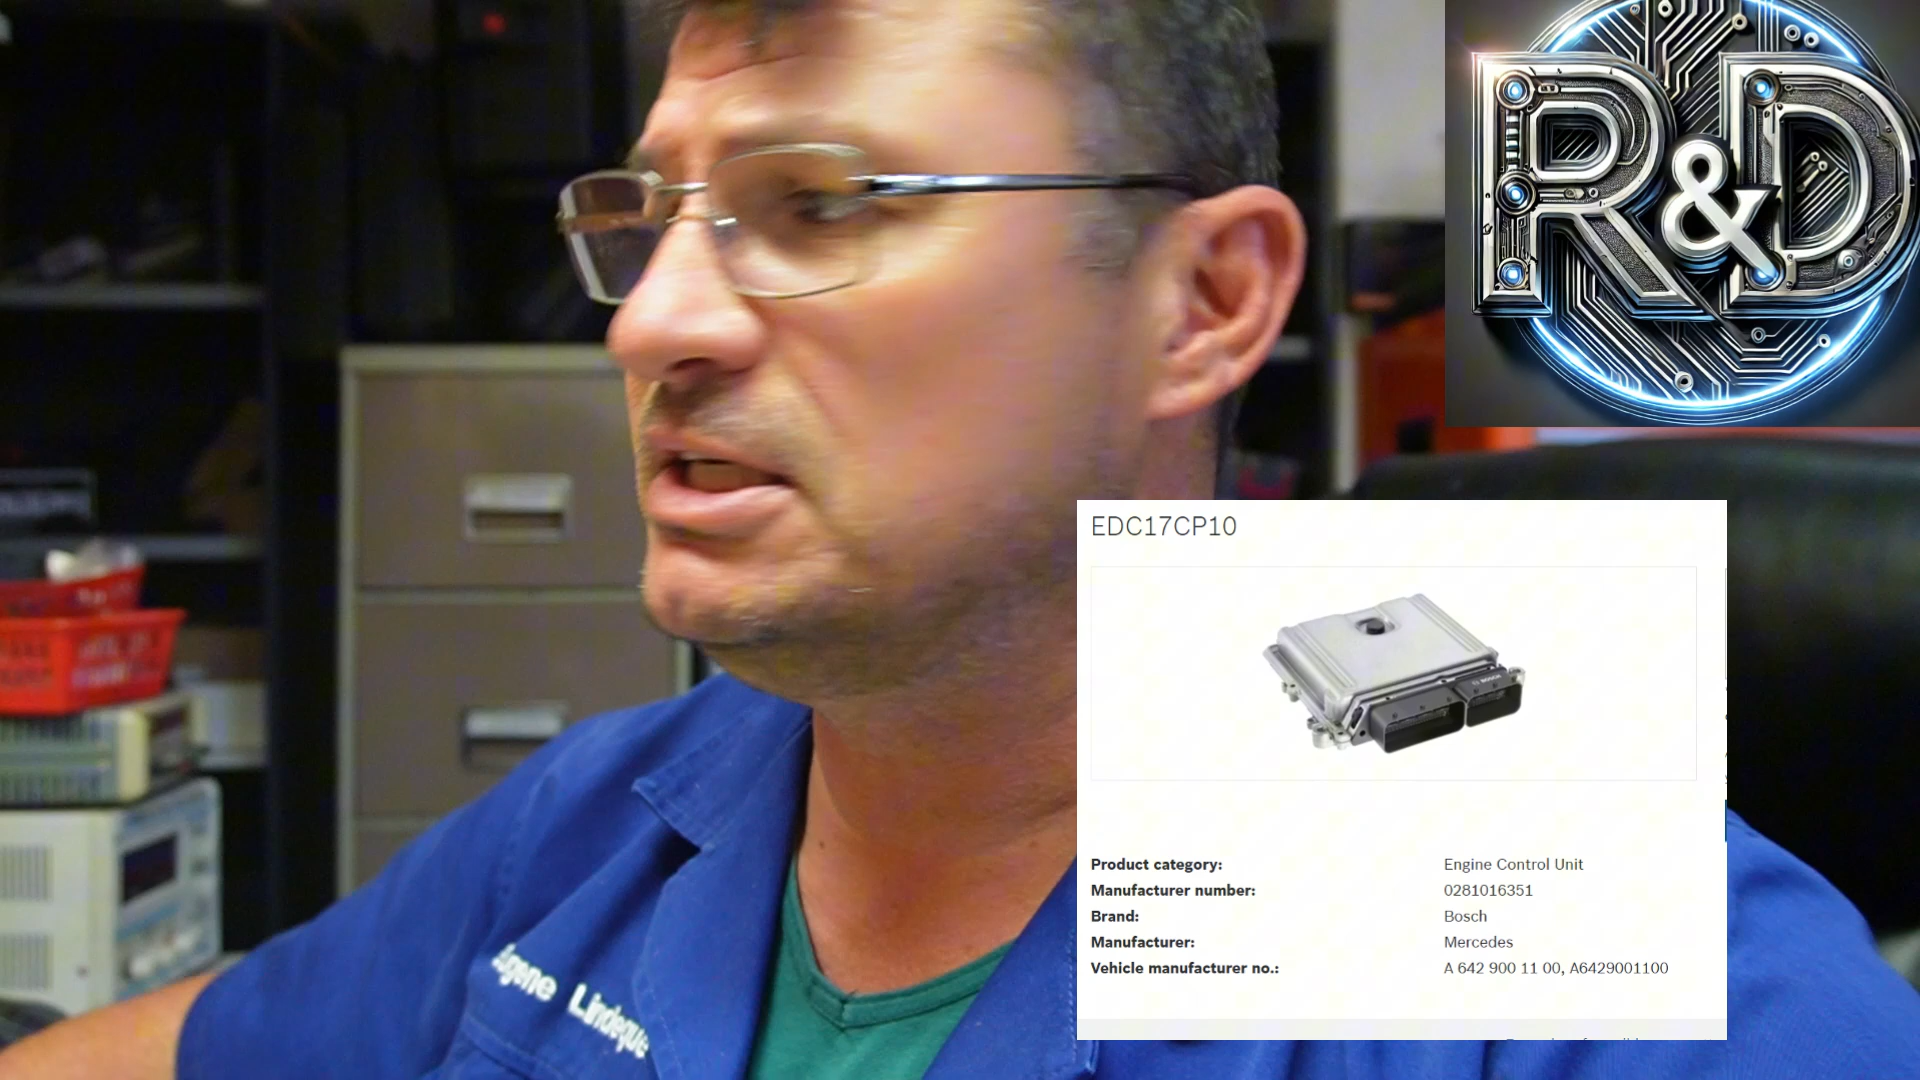 R&D
EDC17CP10
BOSCH
Product category: Engine Control Unit
Manufacturer number: 0281016351
Brand: Bosch
Manufacturer: Mercedes
Vehicle manufacturer no.: A 642 900 11 00, A6429001100
Lindeque